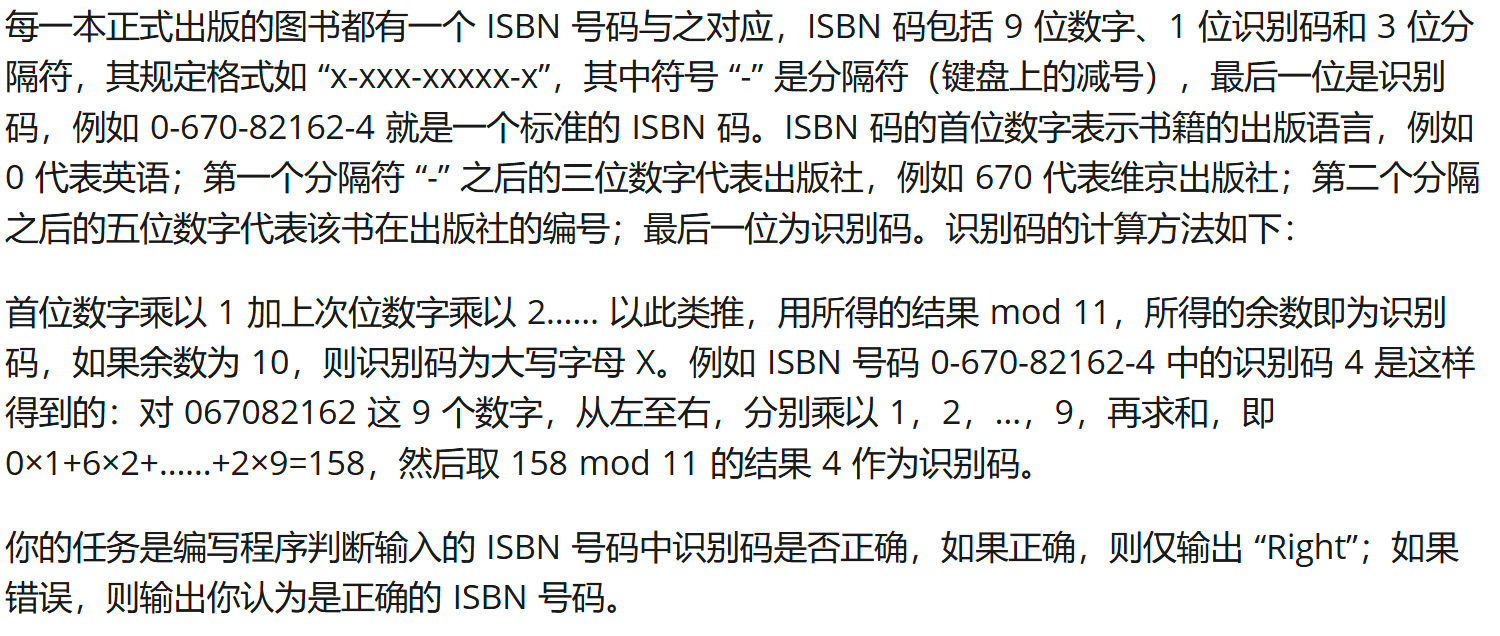 每一本正式出版的图书都有一个 ISBN 号码与之对应，ISBN 码包括 9 位数字、1 位识别码和 3 位分
隔符，其规定格式如 “x-xxx-xxxxx-x”，其中符号 “-” 是分隔符（键盘上的减号），最后一位是识别
码，例如 0-670-82162-4 就是一个标准的 ISBN 码。ISBN 码的首位数字表示书籍的出版语言，例如
0 代表英语；第一个分隔符 “-” 之后的三位数字代表出版社，例如 670 代表维京出版社；第二个分隔
之后的五位数字代表该书在出版社的编号；最后一位为识别码。识别码的计算方法如下：
首位数字乘以 1 加上次位数字乘以 2…… 以此类推，用所得的结果 mod 11，所得的余数即为识别
码，如果余数为 10，则识别码为大写字母 X。例如 ISBN 号码 0-670-82162-4 中的识别码 4 是这样
得到的：对 067082162 这 9 个数字，从左至右，分别乘以 1，2，…，9，再求和，即
0×1+6×2+……+2×9=158，然后取 158 mod 11 的结果 4 作为识别码。
你的任务是编写程序判断输入的 ISBN 号码中识别码是否正确，如果正确，则仅输出 “Right”；如果
错误，则输出你认为是正确的 ISBN 号码。